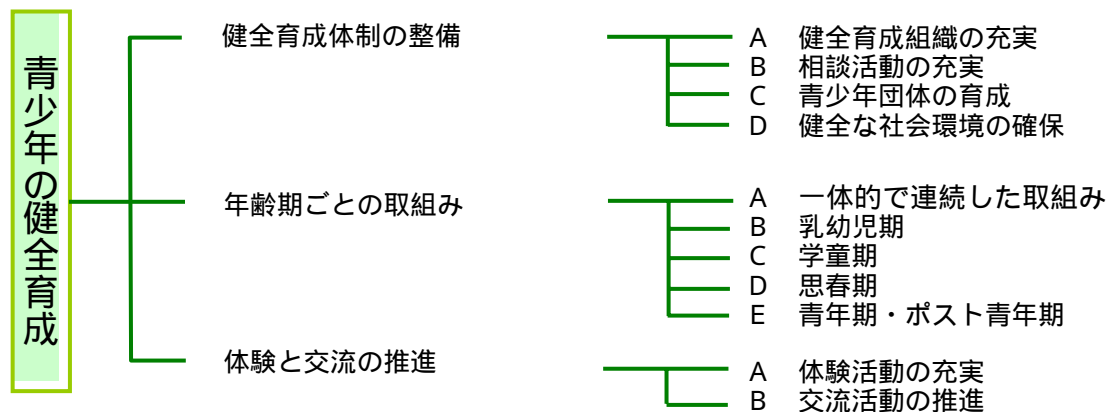 青少年の健全育成
健全育成体制の整備
A 健全育成組織の充実
B 相談活動の充実
C 青少年団体の育成
D 健全な社会環境の確保
年齢期ごとの取組み
A 一体的で連続した取組み
B 乳幼児期
C 学童期
D 思春期
E 青年期・ポスト青年期
体験と交流の推進
A 体験活動の充実
B 交流活動の推進